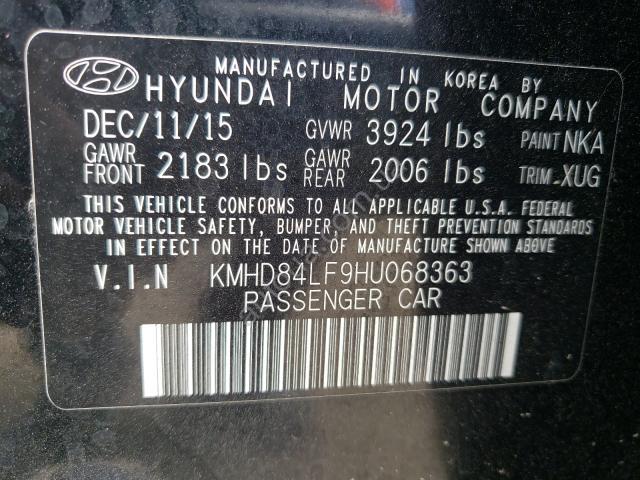 MANUFACTURED IN KOREA BY
HYUNDAI MOTOR COMPANY
DEC/11/15 GVWR 3924 lbs PAINT NKA
GAWR FRONT 2183 lbs GAWR REAR 2006 lbs TRIM XUG
THIS VEHICLE CONFORMS TO ALL APPLICABLE U.S.A. FEDERAL
MOTOR VEHICLE SAFETY, BUMPER, AND THEFT PREVENTION STANDARDS
IN EFFECT ON THE DATE OF MANUFACTURE SHOWN ABOVE.
V.I.N KMHD84LF9HU068363
PASSENGER CAR